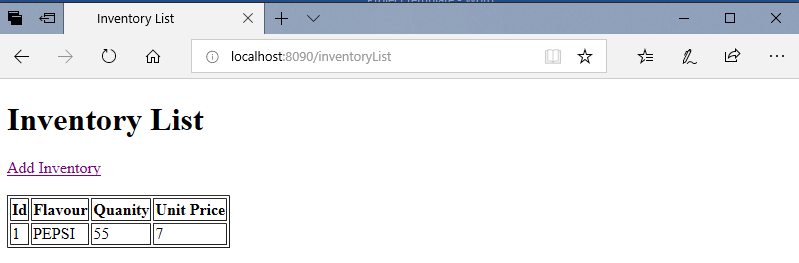 Inventory List
localhost:8090/inventoryList
Inventory List
Add Inventory
Id Flavour Quanity Unit Price
1 PEPSI 55 7